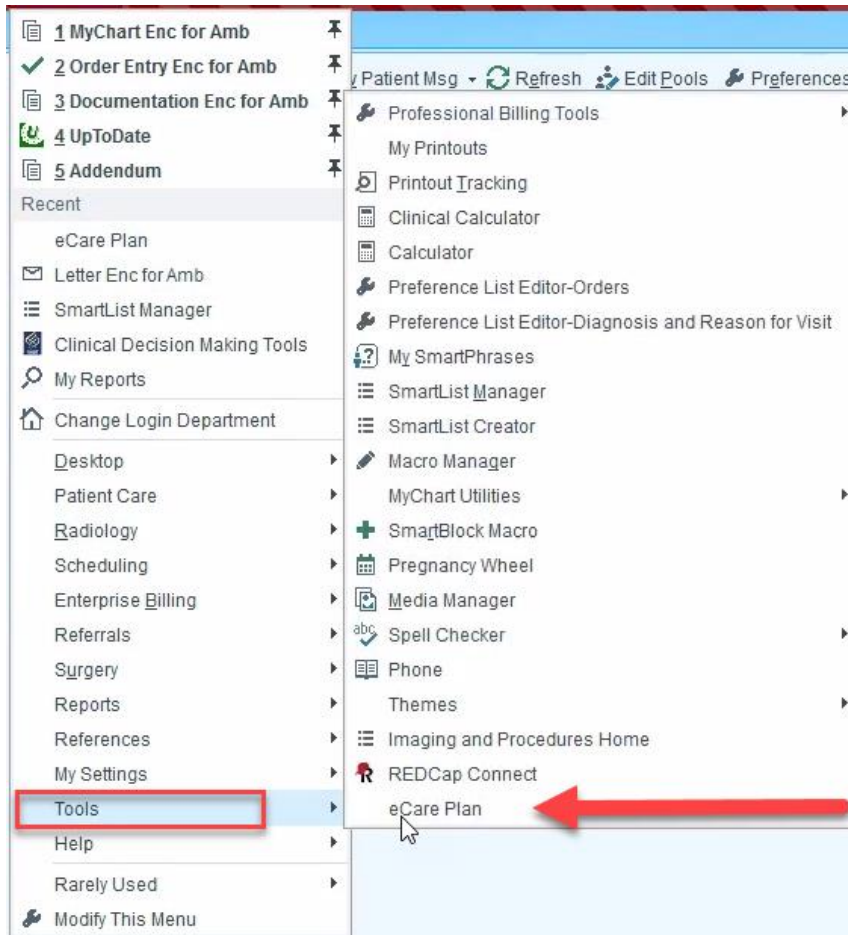 1 MyChart Enc for Amb
2 Order Entry Enc for Amb
3 Documentation Enc for Amb
4 UpToDate
5 Addendum
Recent
eCare Plan
Letter Enc for Amb
SmartList Manager
Clinical Decision Making Tools
My Reports
Change Login Department
Desktop
Patient Care
Radiology
Scheduling
Enterprise Billing
Referrals
Surgery
Reports
References
My Settings
Tools
Help
Rarely Used
Modify This Menu
Patient Msg Refresh Edit Pools Preferences
Professional Billing Tools
My Printouts
Printout Tracking
Clinical Calculator
Calculator
Preference List Editor-Orders
Preference List Editor-Diagnosis and Reason for Visit
My SmartPhrases
SmartList Manager
SmartList Creator
Macro Manager
MyChart Utilities
SmartBlock Macro
Pregnancy Wheel
Media Manager
abc Spell Checker
Phone
Themes
Imaging and Procedures Home
REDCap Connect
eCare Plan